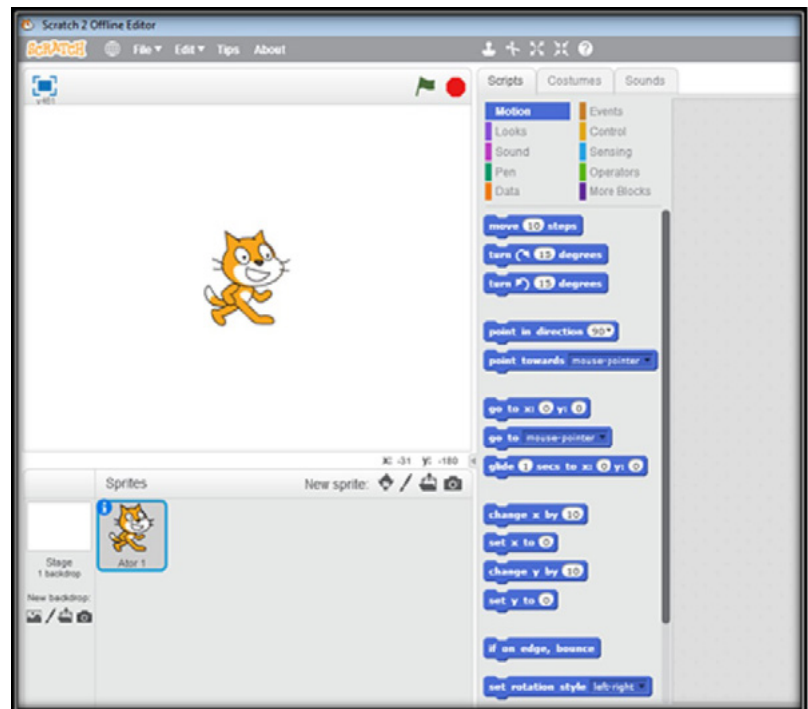 Scratch 2 Offline Editor
SCRATCH File Edit Tips About
v461
Scripts Costumes Sounds
Motion Events
Looks Control
Sound Sensing
Pen Operators
Data More Blocks
move 10 steps
turn 15 degrees
turn 15 degrees
point in direction 90
point towards mouse-pointer
go to x: 0 y: 0
go to mouse-pointer
glide 1 secs to x: 0 y: 0
change x by 10
set x to 0
change y by 10
set y to 0
if on edge, bounce
set rotation style left-right
X: -31 y: -180
Sprites New sprite:
Ator 1
Stage
1 backdrop
New backdrop: